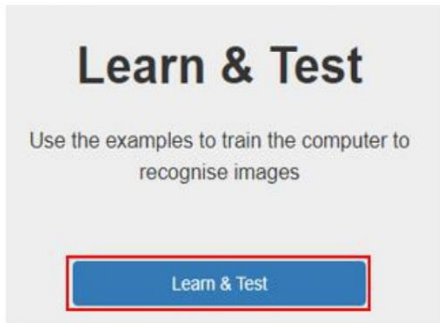 Learn & Test
Use the examples to train the computer to
recognise images
Learn & Test